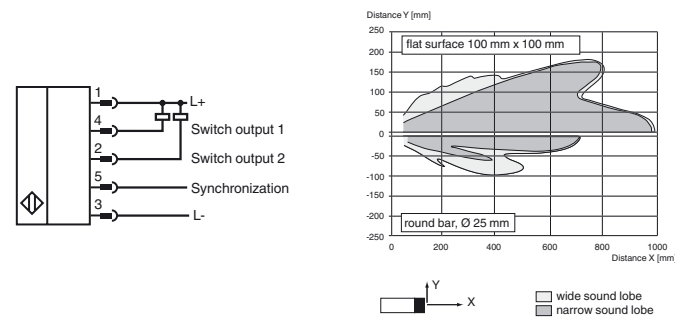 1
L+
4
Switch output 1
2
Switch output 2
5
Synchronization
3
L-
Distance Y [mm]
250
200
150
100
50
0
-50
-100
-150
-200
-250
flat surface 100 mm x 100 mm
round bar, Ø 25 mm
0 200 400 600 800 1000
Distance X [mm]
Y
X
wide sound lobe
narrow sound lobe